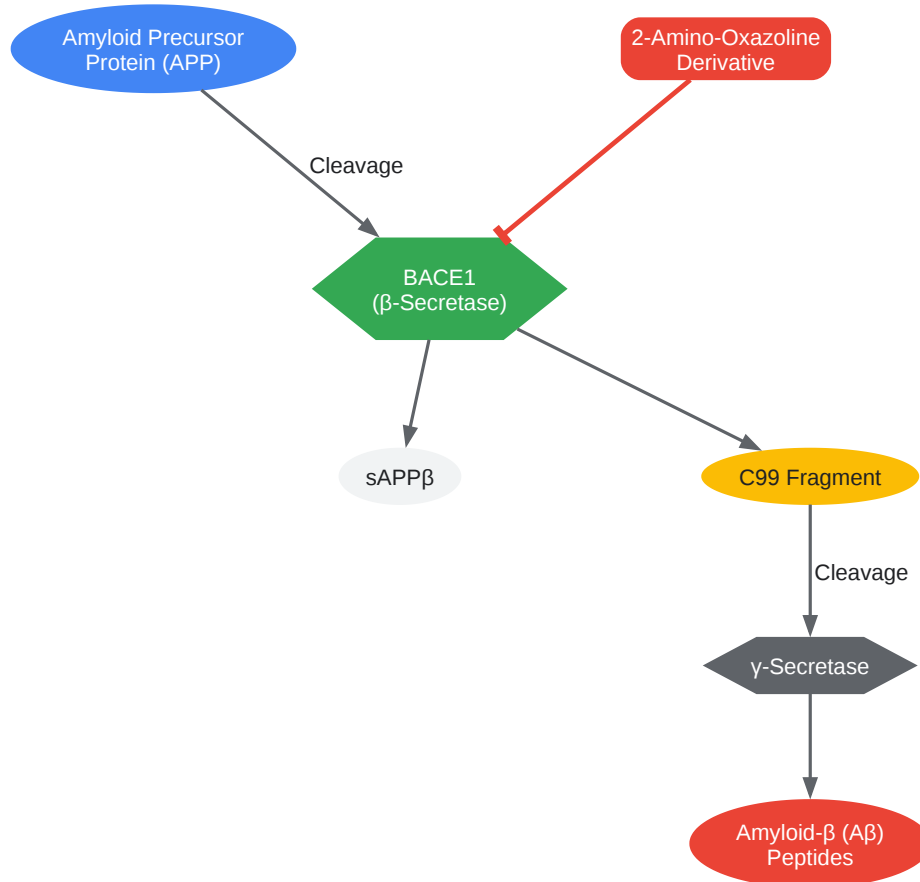 Amyloid Precursor
Protein (APP)
2-Amino-Oxazoline
Derivative
Cleavage
BACE1
(β-Secretase)
sAPPβ
C99 Fragment
Cleavage
γ-Secretase
Amyloid-β (Aβ)
Peptides